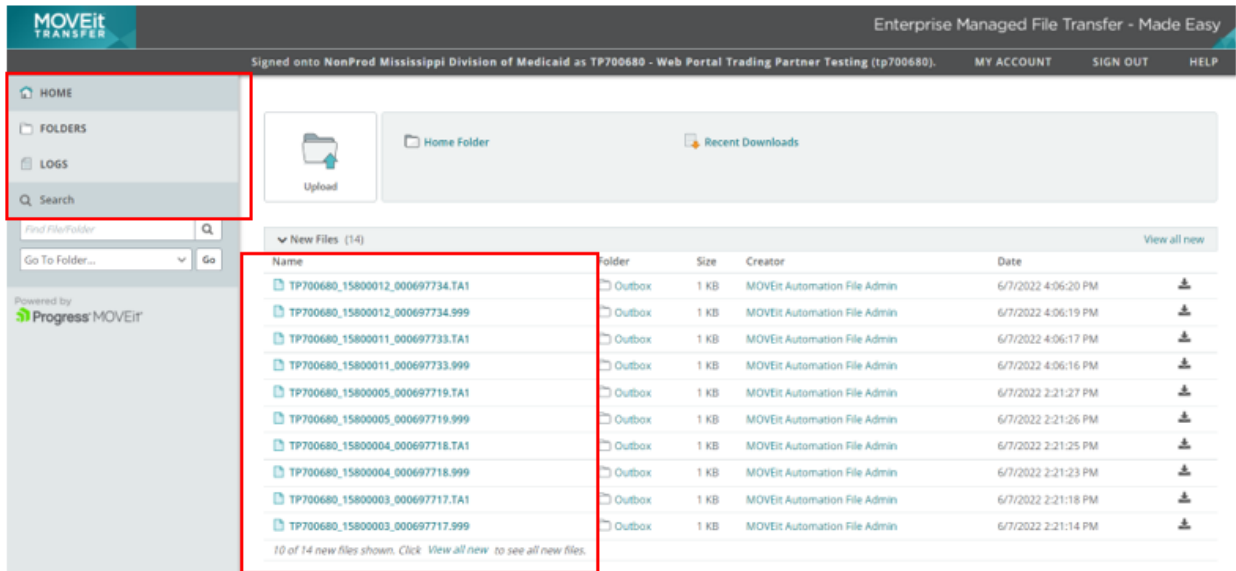 MOVEit
TRANSFER
Enterprise Managed File Transfer - Made Easy
Signed onto NonProd Mississippi Division of Medicaid as TP700680 - Web Portal Trading Partner Testing (tp700680). MY ACCOUNT SIGN OUT HELP
HOME
FOLDERS
LOGS
Search
Find File/Folder
Go To Folder... Go
Powered by
Progress MOVEit
Upload
Home Folder
Recent Downloads
New Files (14) View all new
Name Folder Size Creator Date
TP700680_15800012_000697734.TA1 Outbox 1 KB MOVEit Automation File Admin 6/7/2022 4:06:20 PM
TP700680_15800012_000697734.999 Outbox 1 KB MOVEit Automation File Admin 6/7/2022 4:06:19 PM
TP700680_15800011_000697733.TA1 Outbox 1 KB MOVEit Automation File Admin 6/7/2022 4:06:17 PM
TP700680_15800011_000697733.999 Outbox 1 KB MOVEit Automation File Admin 6/7/2022 4:06:16 PM
TP700680_15800005_000697719.TA1 Outbox 1 KB MOVEit Automation File Admin 6/7/2022 2:21:27 PM
TP700680_15800005_000697719.999 Outbox 1 KB MOVEit Automation File Admin 6/7/2022 2:21:26 PM
TP700680_15800004_000697718.TA1 Outbox 1 KB MOVEit Automation File Admin 6/7/2022 2:21:25 PM
TP700680_15800004_000697718.999 Outbox 1 KB MOVEit Automation File Admin 6/7/2022 2:21:23 PM
TP700680_15800003_000697717.TA1 Outbox 1 KB MOVEit Automation File Admin 6/7/2022 2:21:18 PM
TP700680_15800003_000697717.999 Outbox 1 KB MOVEit Automation File Admin 6/7/2022 2:21:14 PM
10 of 14 new files shown. Click View all new to see all new files.